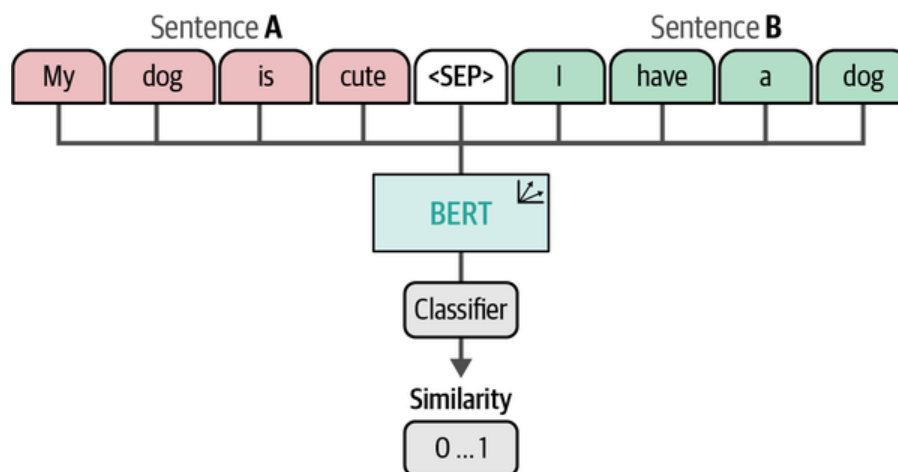 Sentence A Sentence B
My dog is cute <SEP> I have a dog
BERT
Classifier
Similarity
0 ... 1